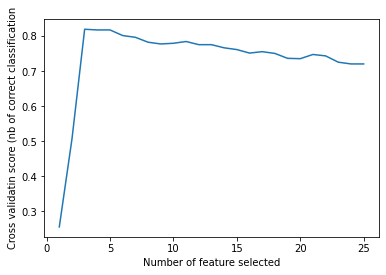 Cross validatin score (nb of correct classification
0.8
0.7
0.6
0.5
0.4
0.3
0 5 10 15 20 25
Number of feature selected